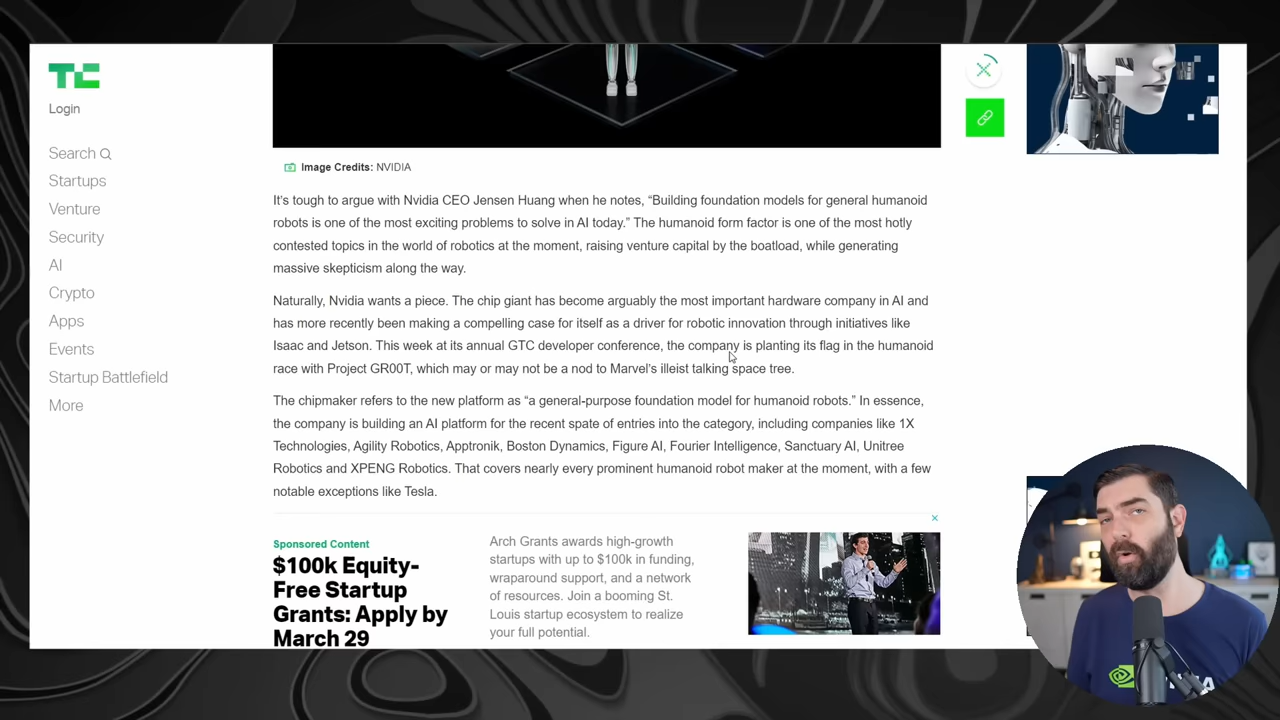 TC
Login
Search
Startups
Venture
Security
AI
Crypto
Apps
Events
Startup Battlefield
More
Image Credits: NVIDIA
It’s tough to argue with Nvidia CEO Jensen Huang when he notes, “Building foundation models for general humanoid
robots is one of the most exciting problems to solve in AI today.” The humanoid form factor is one of the most hotly
contested topics in the world of robotics at the moment, raising venture capital by the boatload, while generating
massive skepticism along the way.
Naturally, Nvidia wants a piece. The chip giant has become arguably the most important hardware company in AI and
has more recently been making a compelling case for itself as a driver for robotic innovation through initiatives like
Isaac and Jetson. This week at its annual GTC developer conference, the company is planting its flag in the humanoid
race with Project GR00T, which may or may not be a nod to Marvel’s illeist talking space tree.
The chipmaker refers to the new platform as “a general-purpose foundation model for humanoid robots.” In essence,
the company is building an AI platform for the recent spate of entries into the category, including companies like 1X
Technologies, Agility Robotics, Apptronik, Boston Dynamics, Figure AI, Fourier Intelligence, Sanctuary AI, Unitree
Robotics and XPENG Robotics. That covers nearly every prominent humanoid robot maker at the moment, with a few
notable exceptions like Tesla.
Sponsored Content
$100k Equity-
Free Startup
Grants: Apply by
March 29
Arch Grants awards high-growth
startups with up to $100k in funding,
wraparound support, and a network
of resources. Join a booming St.
Louis startup ecosystem to realize
your full potential.